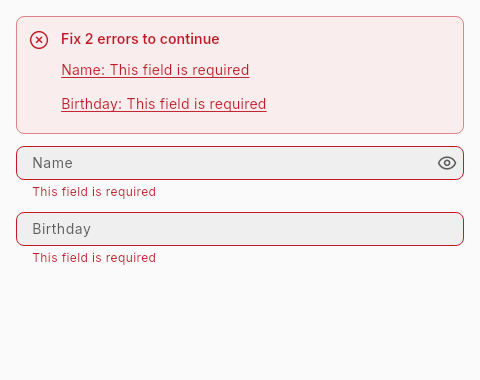 Fix 2 errors to continue
Name: This field is required
Birthday: This field is required
Name
This field is required
Birthday
This field is required